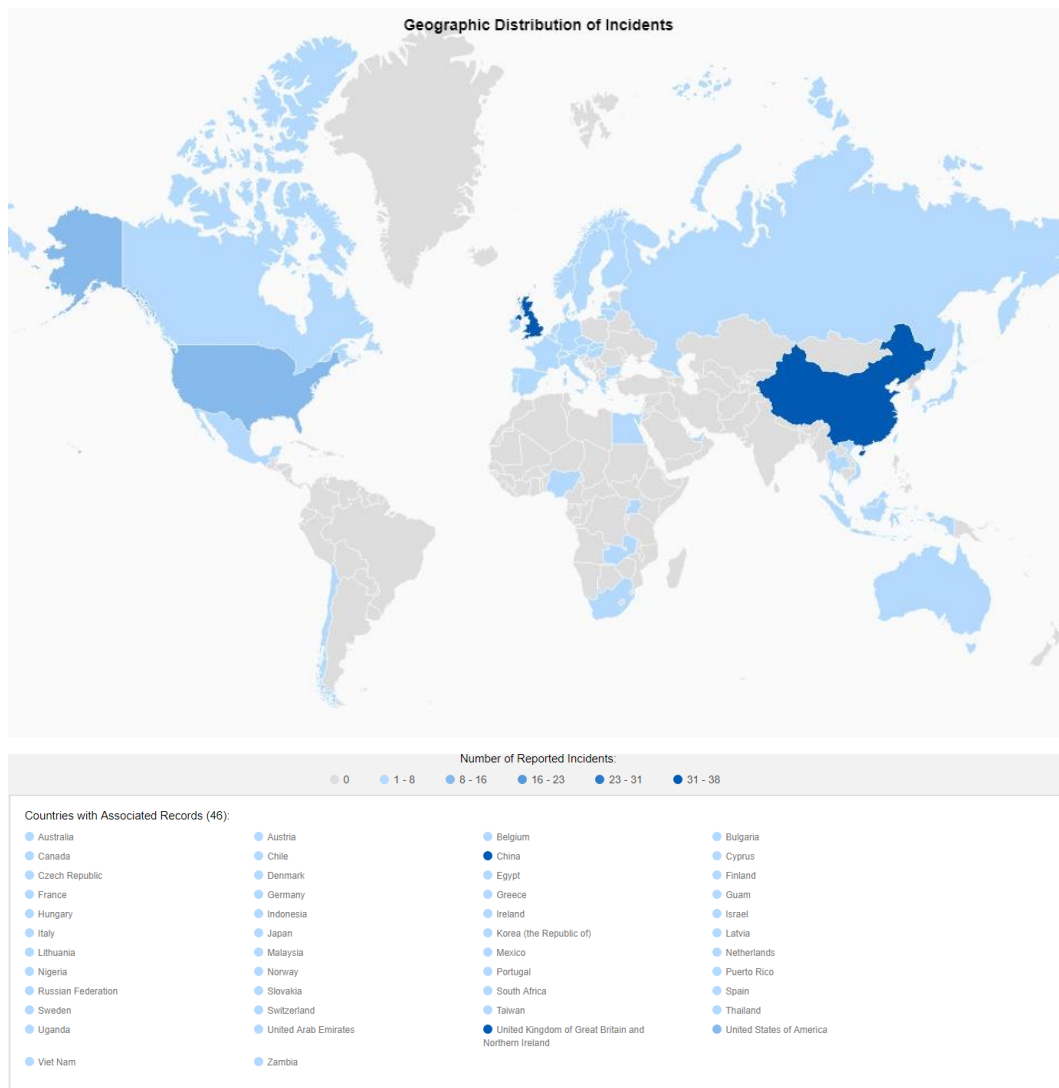 Geographic Distribution of Incidents
Number of Reported Incidents:
0 1 - 8 8 - 16 16 - 23 23 - 31 31 - 38
Countries with Associated Records (46):
Australia Austria Belgium Bulgaria
Canada Chile China Cyprus
Czech Republic Denmark Egypt Finland
France Germany Greece Guam
Hungary Indonesia Ireland Israel
Italy Japan Korea (the Republic of) Latvia
Lithuania Malaysia Mexico Netherlands
Nigeria Norway Portugal Puerto Rico
Russian Federation Slovakia South Africa Spain
Sweden Switzerland Taiwan Thailand
Uganda United Arab Emirates United Kingdom of Great Britain and United States of America
Northern Ireland
Viet Nam Zambia